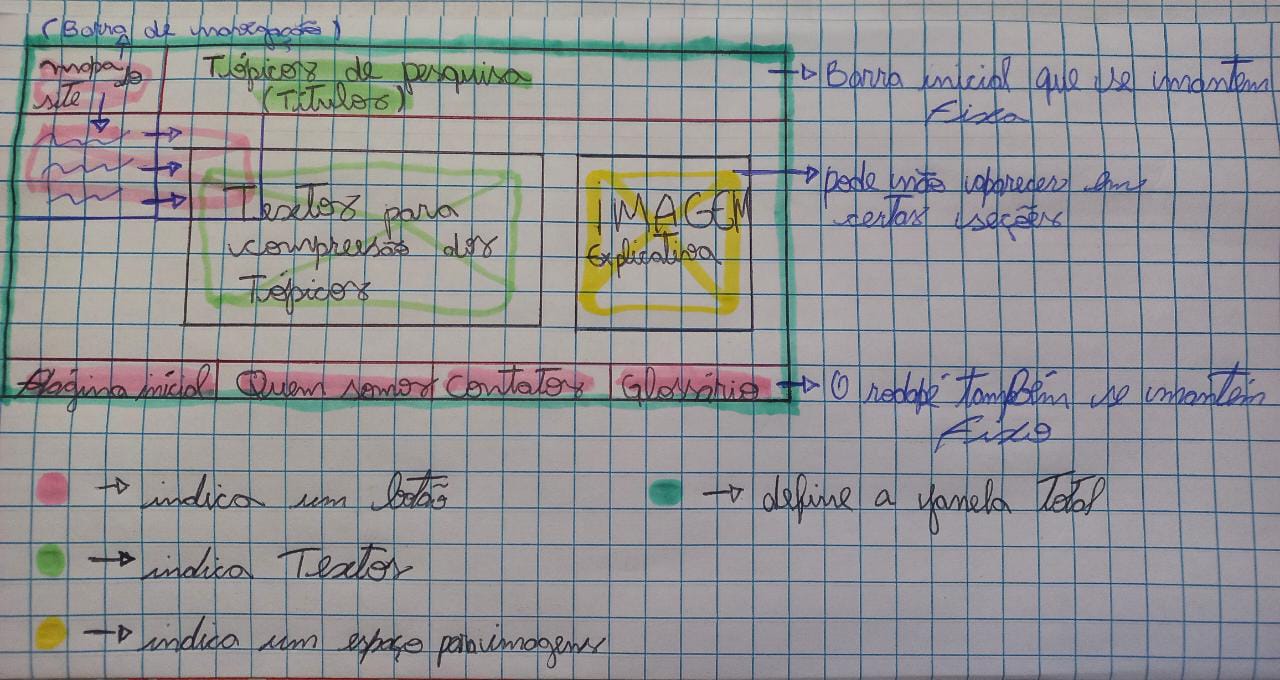 (Barra de navegação)
mapa do
site
Tópicos de pesquisa
(Títulos)
Barra inicial que se mantem
Fixa
pode não aparecer em
certas seções
Textos para
compreesão dos
Tópicos
IMAGEM
Explicativa
Página inicial
Quem somos
Contatos
Glossário
O rodapé também se mantém
Fixo
indica um botão
define a janela Total
indica Textos
indica um espaço para imagens